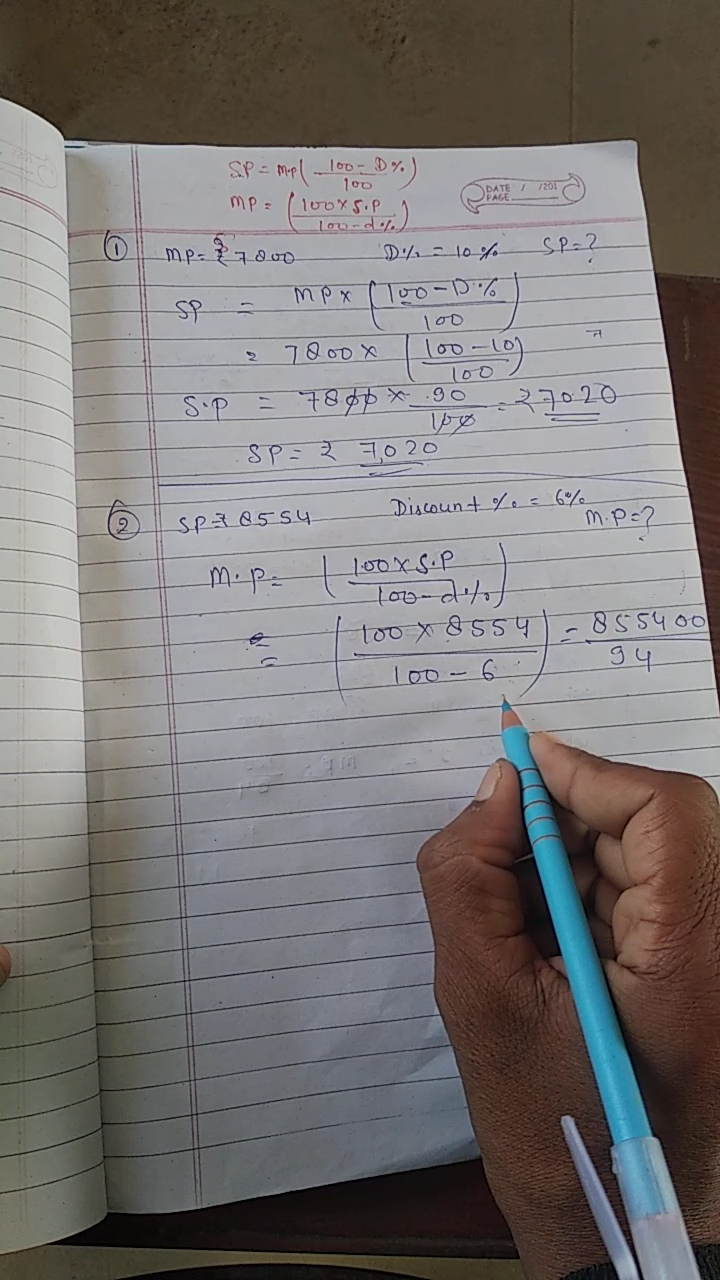 SP = M.P ( 100 - D% / 100 )
MP = ( 100 × S.P / 100 - d% )
DATE / /201
PAGE
① MP = ₹ 7800 D% = 10% SP = ?
SP = MP × ( 100 - D% / 100 )
= 7800 × ( 100 - 10 / 100 )
S.P = 7800 × 90 / 100 = ₹ 7020
SP = ₹ 7,020
② SP = ₹ 8554 Discount % = 6% M.P = ?
M.P = ( 100 × S.P / 100 - d% )
= ( 100 × 8554 / 100 - 6 ) = 855400 / 94